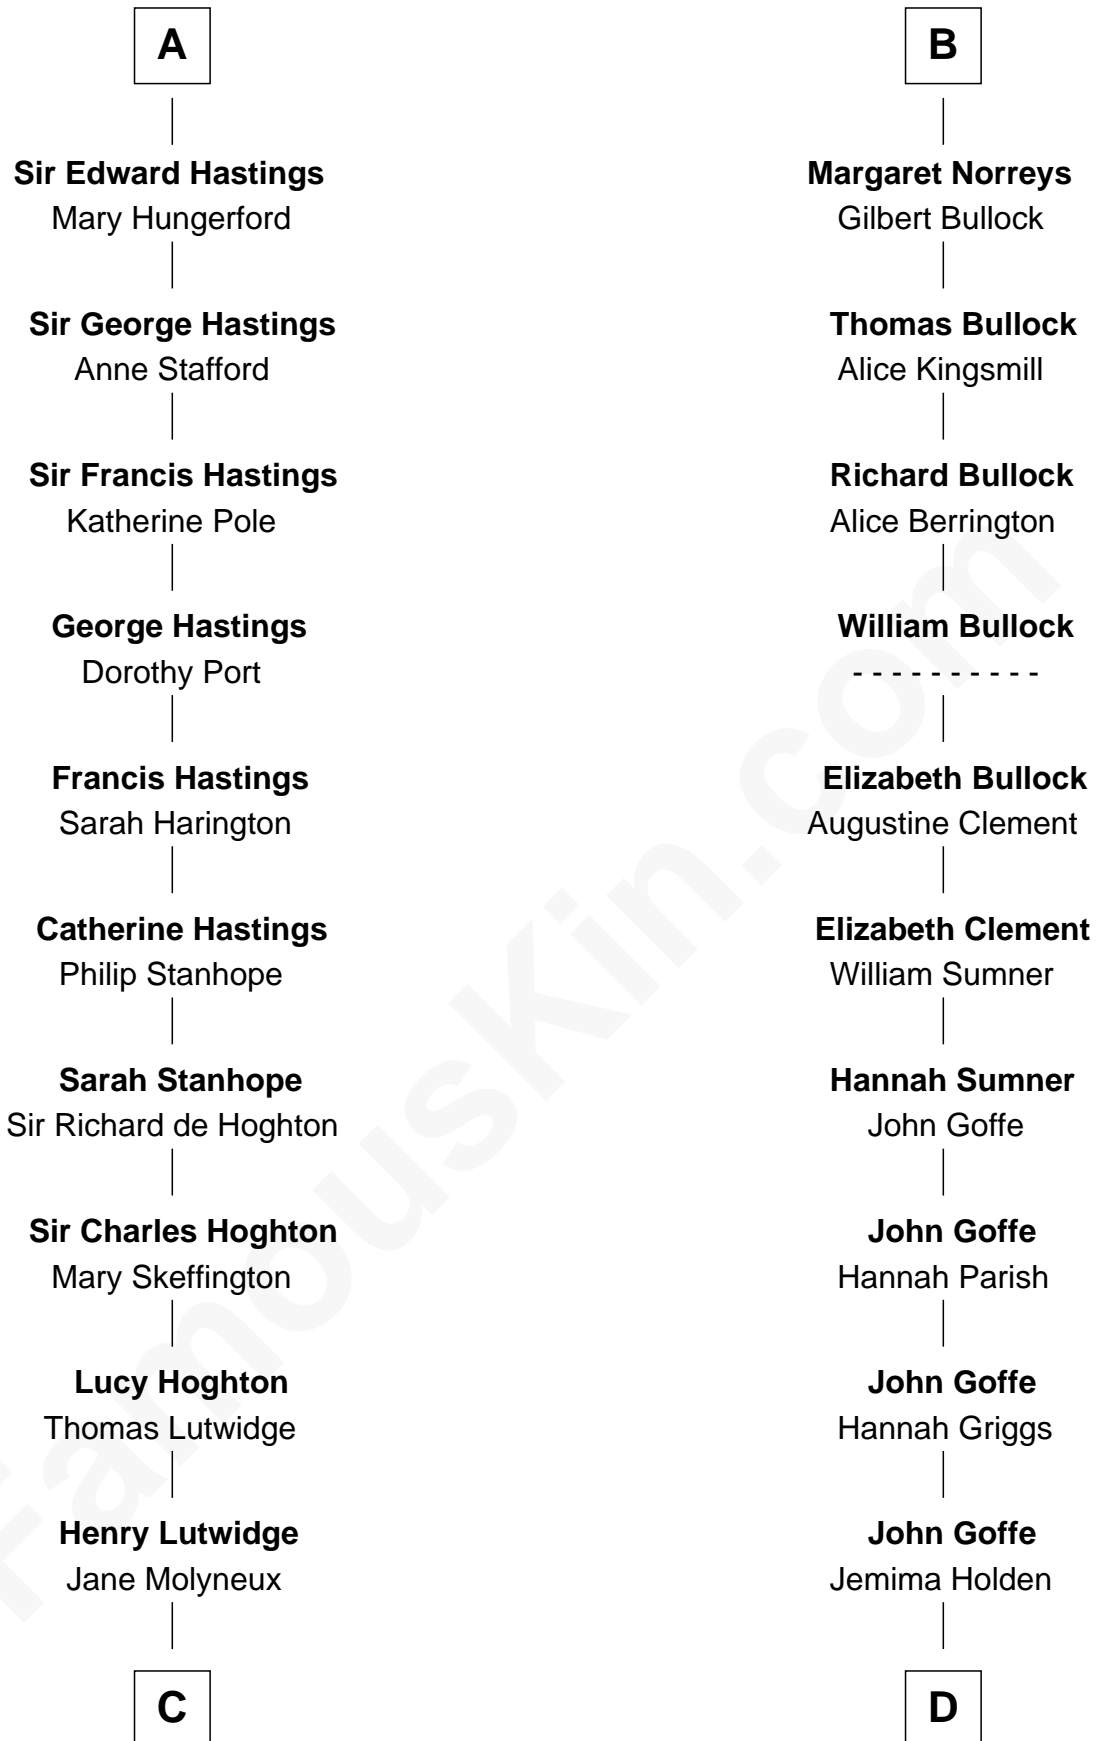 A
Sir Edward Hastings
Mary Hungerford
Sir George Hastings
Anne Stafford
Sir Francis Hastings
Katherine Pole
George Hastings
Dorothy Port
Francis Hastings
Sarah Harington
Catherine Hastings
Philip Stanhope
Sarah Stanhope
Sir Richard de Hoghton
Sir Charles Hoghton
Mary Skeffington
Lucy Hoghton
Thomas Lutwidge
Henry Lutwidge
Jane Molyneux
C
B
Margaret Norreys
Gilbert Bullock
Thomas Bullock
Alice Kingsmill
Richard Bullock
Alice Berrington
William Bullock
- - - - - - - - - -
Elizabeth Bullock
Augustine Clement
Elizabeth Clement
William Sumner
Hannah Sumner
John Goffe
John Goffe
Hannah Parish
John Goffe
Hannah Griggs
John Goffe
Jemima Holden
D
FamousKin.com